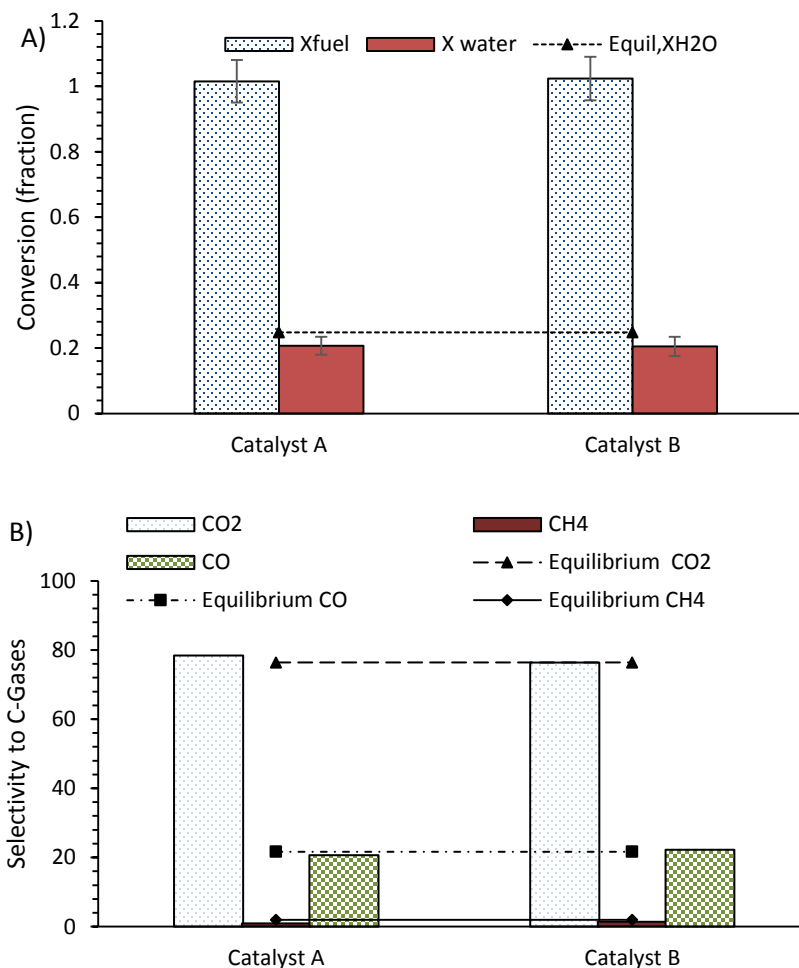 A)
Xfuel X water Equil,XH2O
1.2
1
0.8
0.6
0.4
0.2
0
Conversion (fraction)
Catalyst A Catalyst B
B)
CO2 CH4
CO Equilibrium CO2
Equilibrium CO Equilibrium CH4
100
80
60
40
20
0
Selectivity to C-Gases
Catalyst A Catalyst B